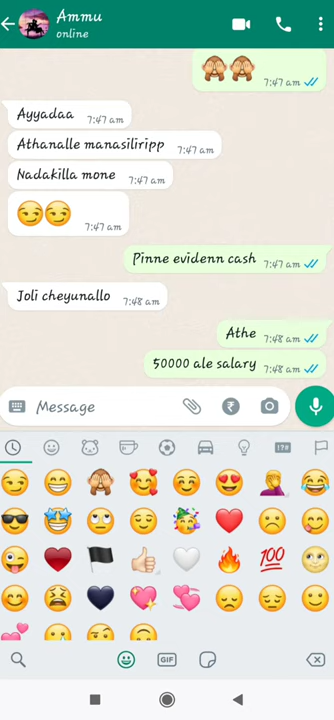 Ammu
online
🙈🙈
7:47 am
Ayyadaa 7:47 am
Athanalle manasiliripp 7:47 am
Nadakilla mone 7:47 am
😏😏
7:47 am
Pinne evidenn cash 7:47 am
Joli cheyunallo 7:48 am
Athe 7:48 am
50000 ale salary 7:48 am
Message
!?#
100
GIF